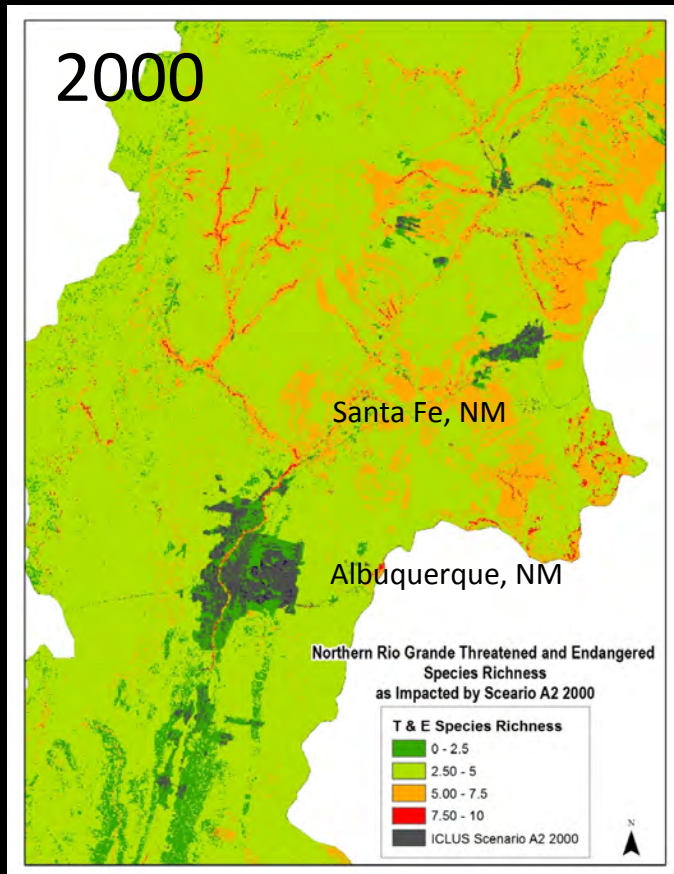 2000
Santa Fe, NM
Albuquerque, NM
Northern Rio Grande Threatened and Endangered
Species Richness
as Impacted by Sceario A2 2000
T & E Species Richness
0 - 2.5
2.50 - 5
5.00 - 7.5
7.50 - 10
ICLUS Scenario A2 2000
N